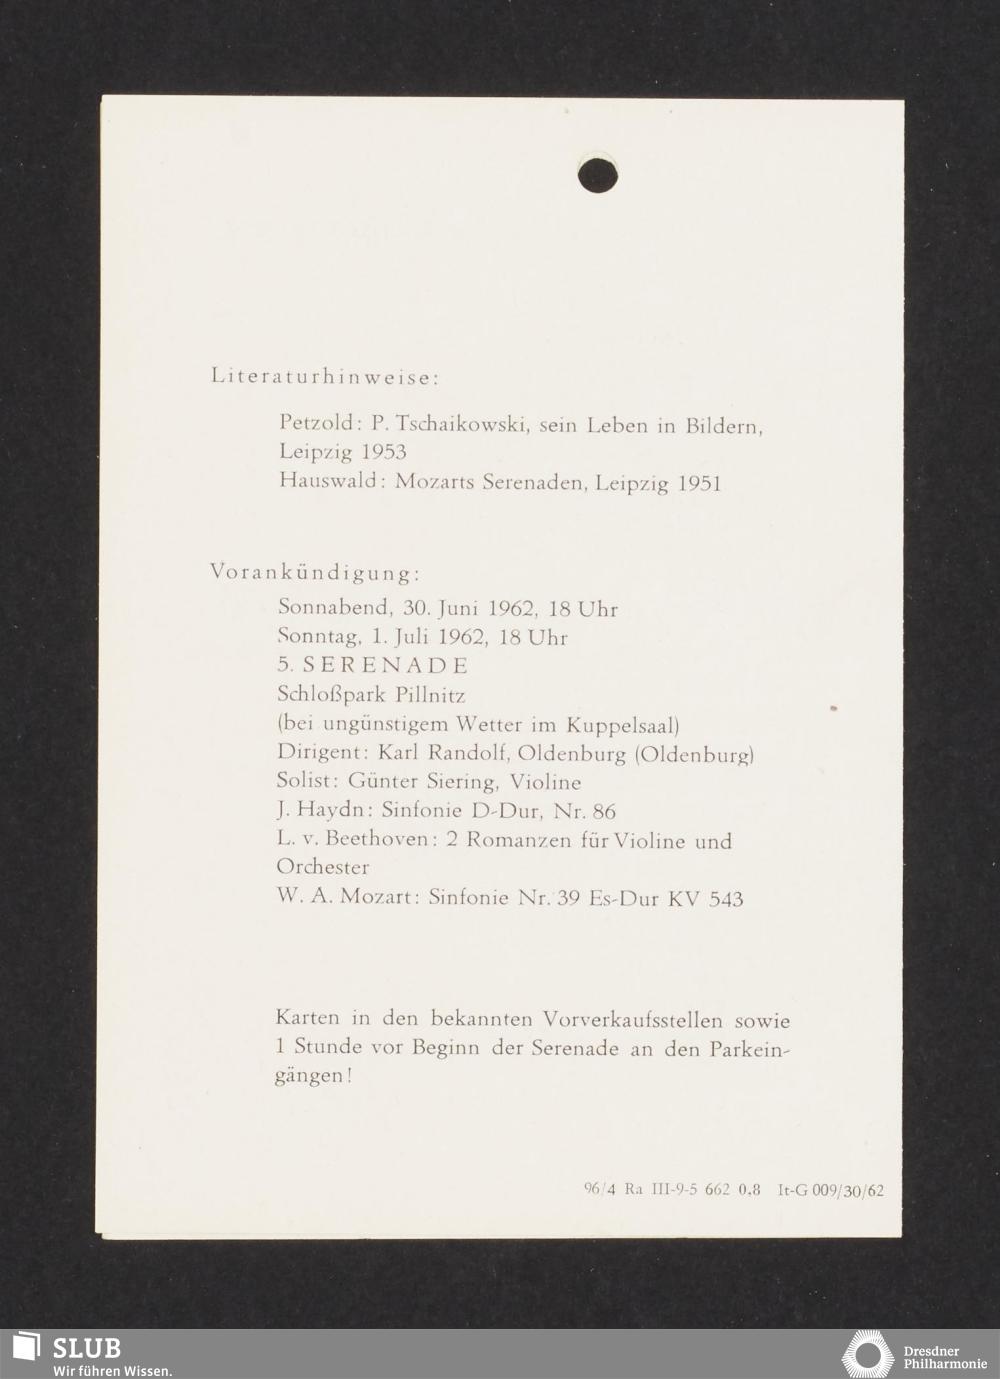 Literaturhinweise:
Petzold: P. Tschaikowski, sein Leben in Bildern,
Leipzig 1953
Hauswald: Mozarts Serenaden, Leipzig 1951
Vorankündigung:
Sonnabend, 30. Juni 1962, 18 Uhr
Sonntag, 1. Juli 1962, 18 Uhr
5. SERENADE
Schloßpark Pillnitz
(bei ungünstigem Wetter im Kuppelsaal)
Dirigent: Karl Randolf, Oldenburg (Oldenburg)
Solist: Günter Siering, Violine
J. Haydn: Sinfonie D-Dur, Nr. 86
L. v. Beethoven: 2 Romanzen für Violine und
Orchester
W. A. Mozart: Sinfonie Nr. 39 Es-Dur KV 543
Karten in den bekannten Vorverkaufsstellen sowie
1 Stunde vor Beginn der Serenade an den Parkein-
gängen!
96/4 Ra III-9-5 662 0,8 It-G 009/30/62
SLUB
Wir führen Wissen.
Dresdner
Philharmonie